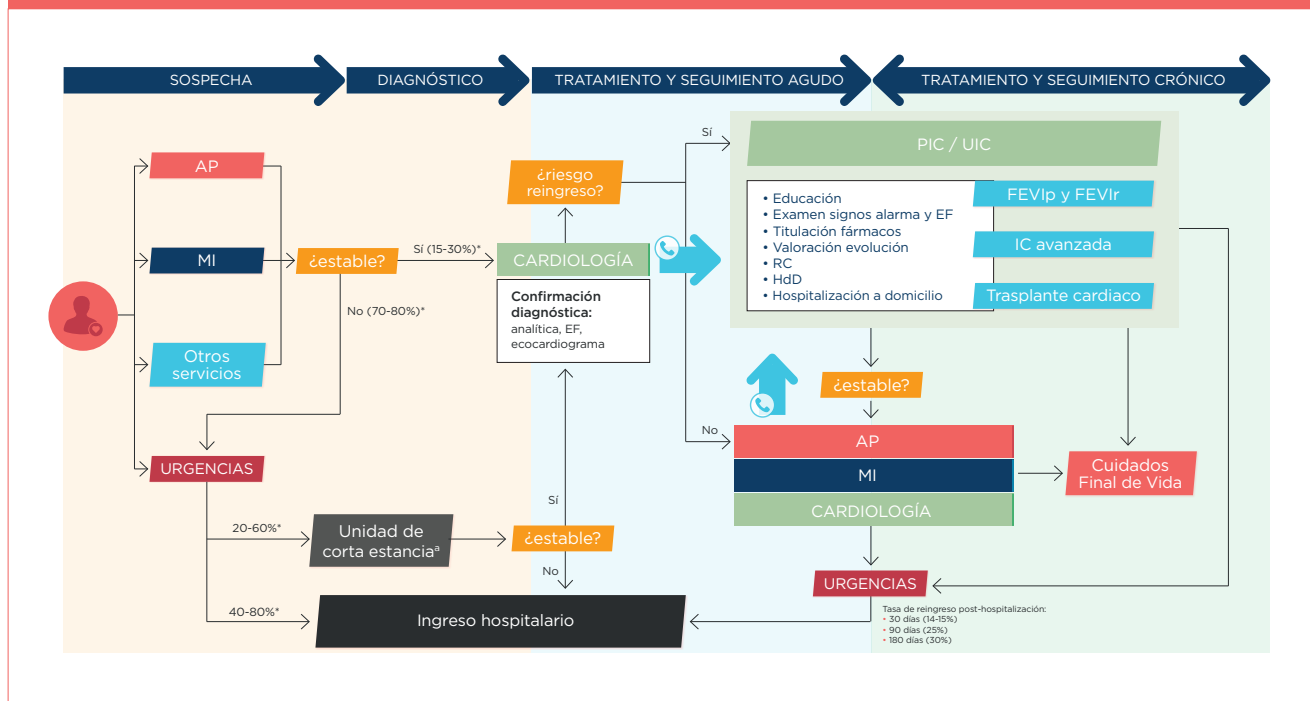 SOSPECHA
DIAGNÓSTICO
TRATAMIENTO Y SEGUIMIENTO AGUDO
TRATAMIENTO Y SEGUIMIENTO CRÓNICO
AP
MI
Otros
servicios
URGENCIAS
¿estable?
Sí (15-30%)*
No (70-80%)*
¿riesgo
reingreso?
CARDIOLOGÍA
Confirmación
diagnóstica:
analítica, EF,
ecocardiograma
Sí
No
20-60%*
Unidad de
corta estanciaª
¿estable?
Sí
No
40-80%*
Ingreso hospitalario
PIC / UIC
• Educación
• Examen signos alarma y EF
• Titulación fármacos
• Valoración evolución
• RC
• HdD
• Hospitalización a domicilio
FEVIp y FEVIr
IC avanzada
Trasplante cardiaco
¿estable?
AP
MI
CARDIOLOGÍA
Cuidados
Final de Vida
URGENCIAS
Tasa de reingreso post-hospitalización:
• 30 días (14-15%)
• 90 días (25%)
• 180 días (30%)